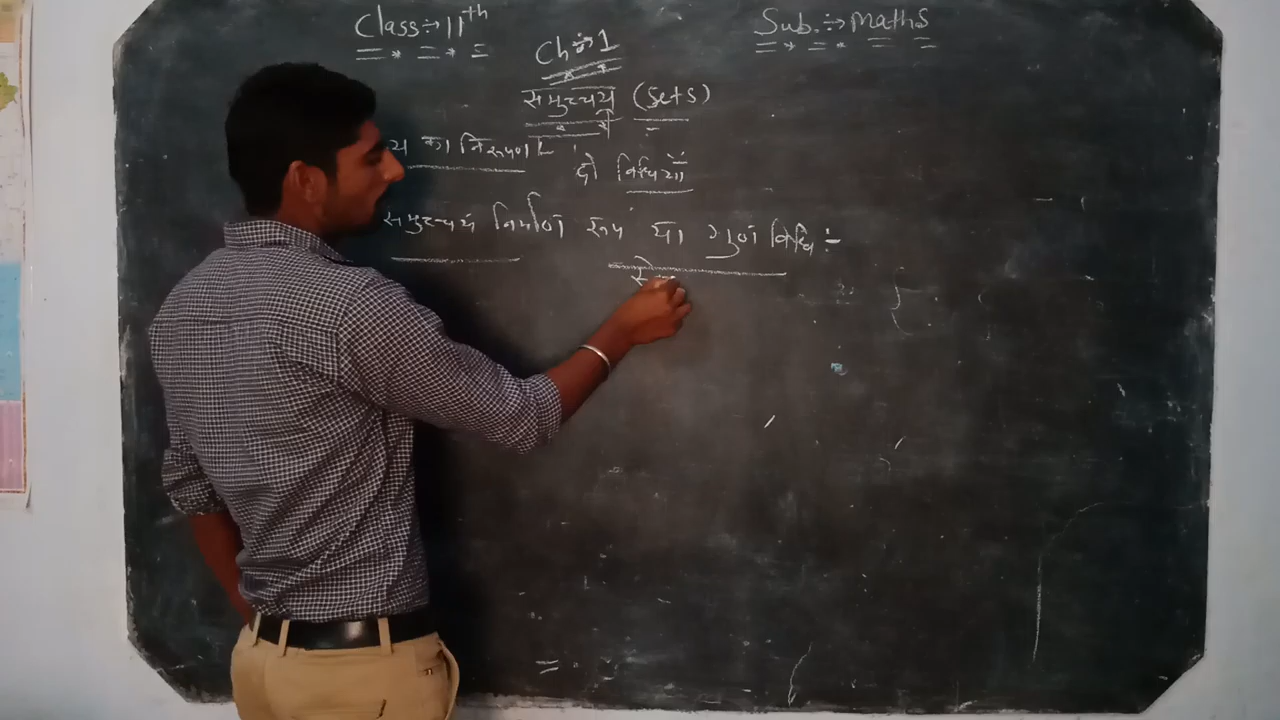 Class÷ 11th
Sub.÷ Maths
Ch÷1
समुच्चय (Sets)
य का निरूपण
दो विधियाँ
समुच्चय निर्माण रूप या गुण विधि÷